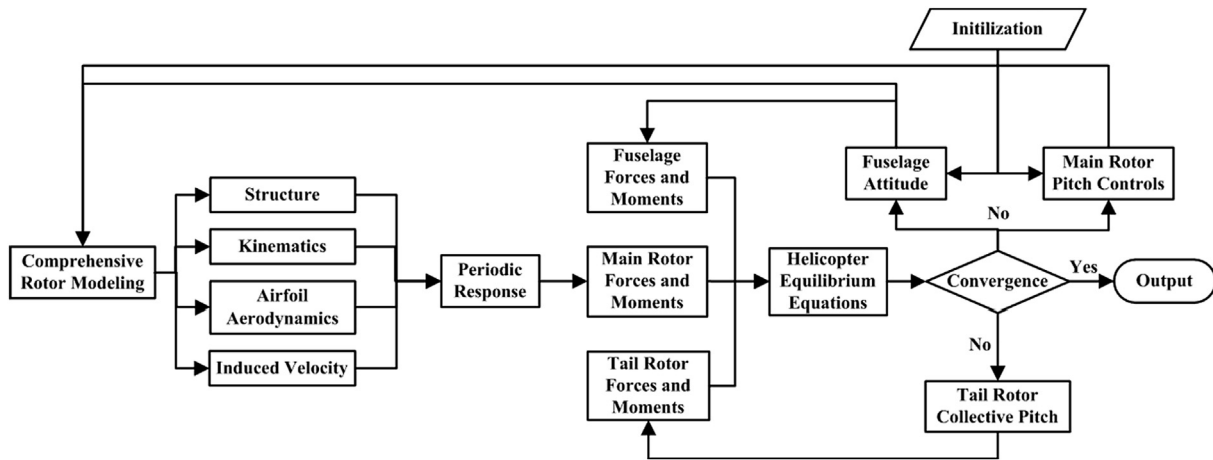 Initilization
Fuselage
Forces and
Moments
Fuselage
Attitude
Main Rotor
Pitch Controls
Structure
No
Comprehensive
Rotor Modeling
Kinematics
Periodic
Response
Main Rotor
Forces and
Moments
Helicopter
Equilibrium
Equations
Convergence
Yes
Output
Airfoil
Aerodynamics
Induced Velocity
No
Tail Rotor
Forces and
Moments
Tail Rotor
Collective Pitch